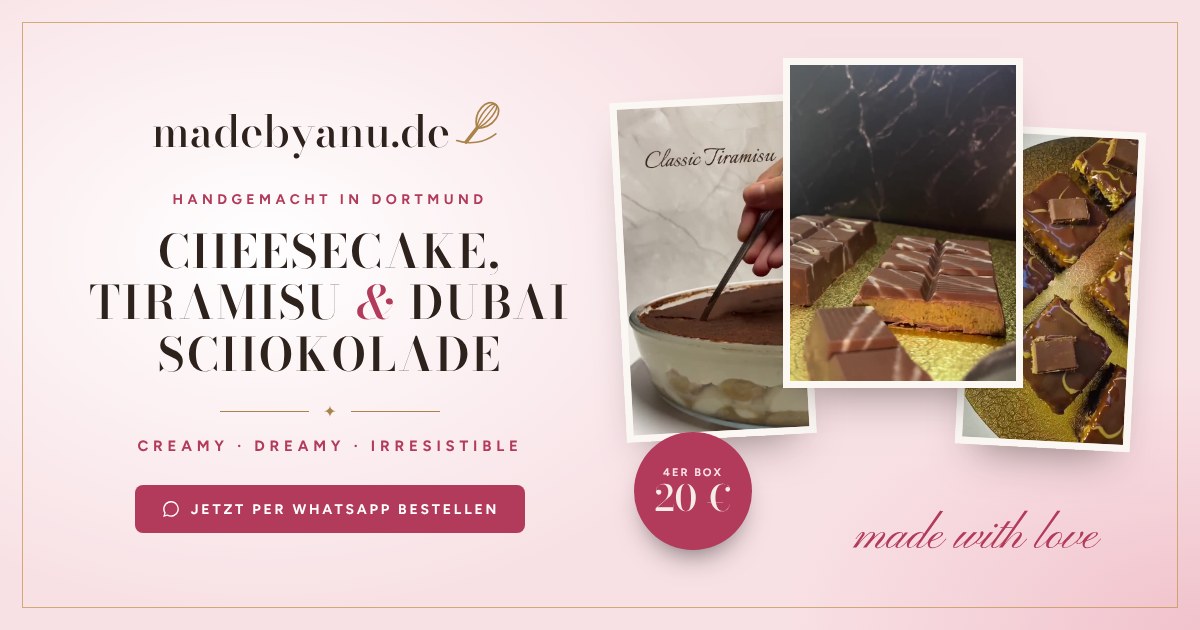 madebyanu.de
HANDGEMACHT IN DORTMUND
CHEESECAKE,
TIRAMISU & DUBAI
SCHOKOLADE
CREAMY · DREAMY · IRRESISTIBLE
JETZT PER WHATSAPP BESTELLEN
Classic Tiramisu
4ER BOX
20 €
made with love